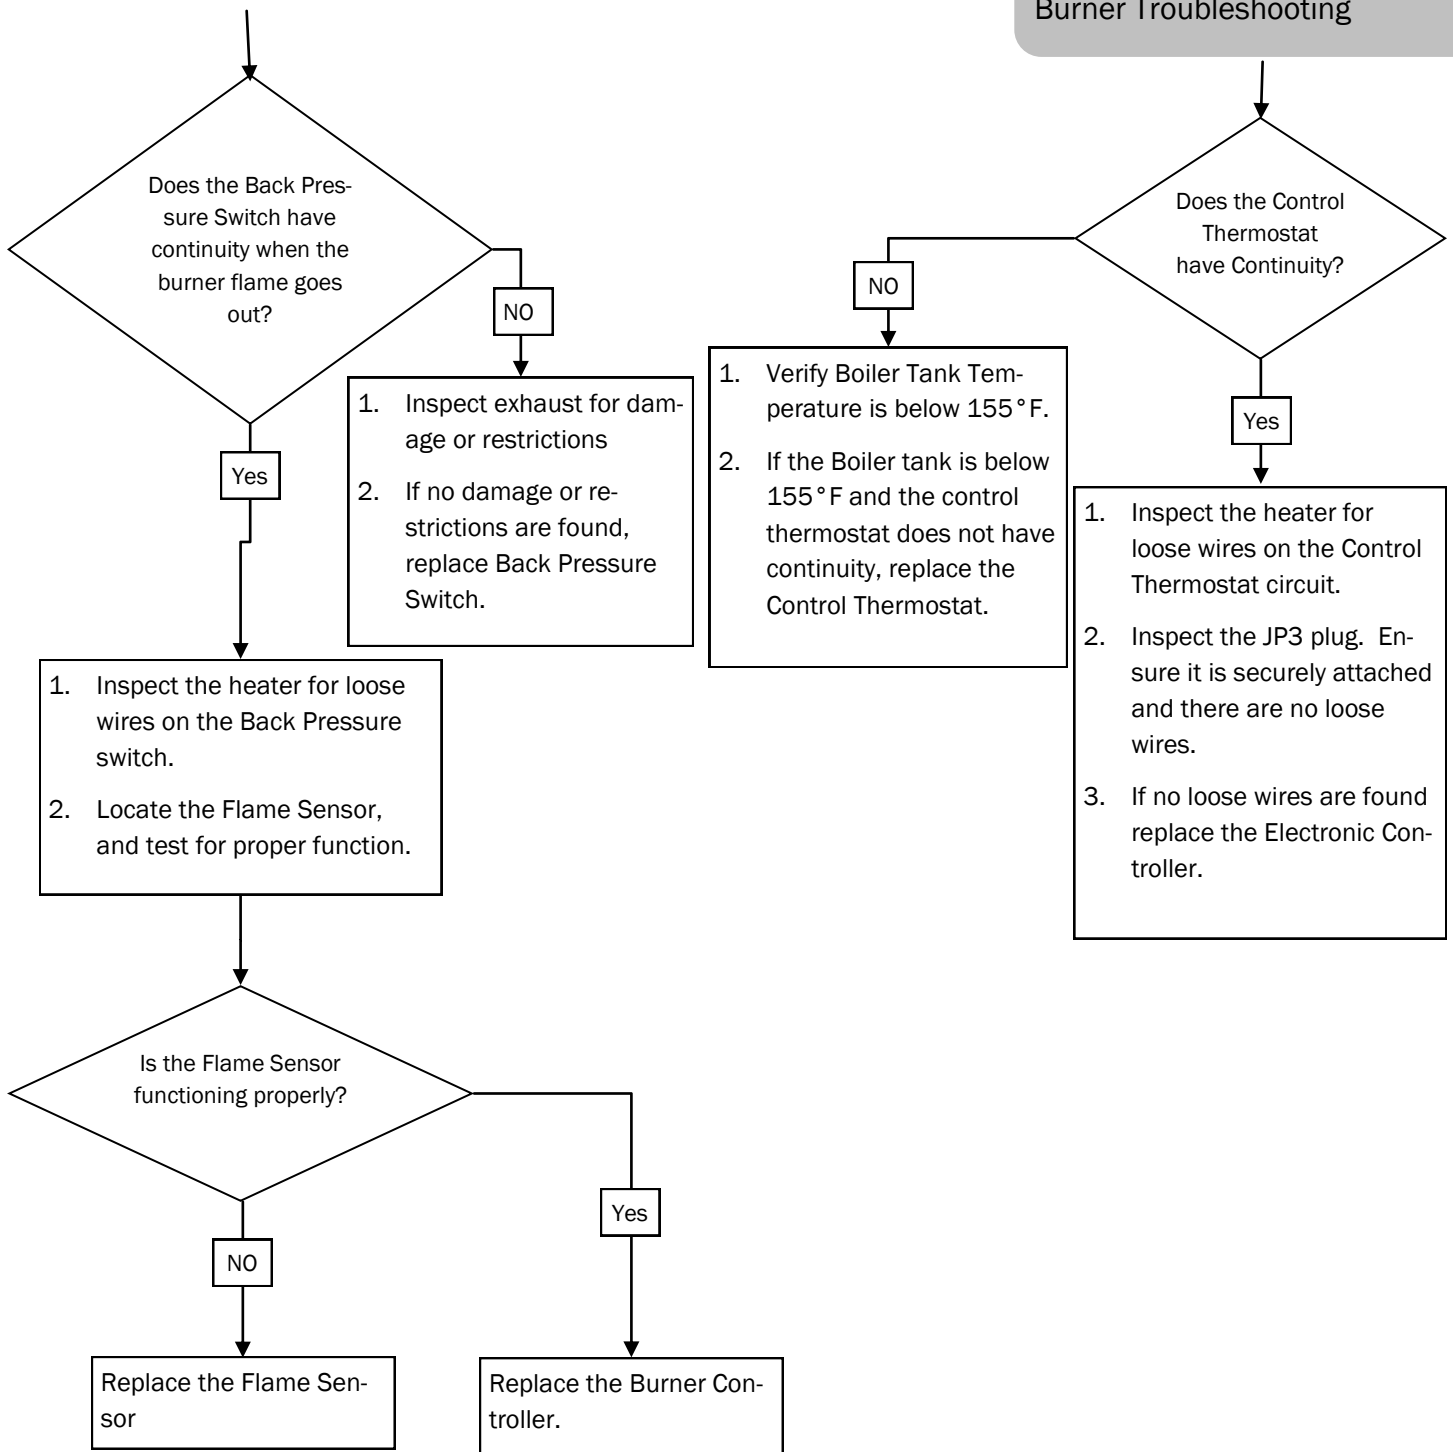 Burner Troubleshooting
Does the Back Pres-
sure Switch have
continuity when the
burner flame goes
out?
NO
1. Inspect exhaust for dam-
age or restrictions
2. If no damage or re-
strictions are found,
replace Back Pressure
Switch.
Yes
1. Inspect the heater for loose
wires on the Back Pressure
switch.
2. Locate the Flame Sensor,
and test for proper function.
Is the Flame Sensor
functioning properly?
NO
Replace the Flame Sen-
sor
Yes
Replace the Burner Con-
troller.
Does the Control
Thermostat
have Continuity?
NO
1. Verify Boiler Tank Tem-
perature is below 155°F.
2. If the Boiler tank is below
155°F and the control
thermostat does not have
continuity, replace the
Control Thermostat.
Yes
1. Inspect the heater for
loose wires on the Control
Thermostat circuit.
2. Inspect the JP3 plug.  En-
sure it is securely attached
and there are no loose
wires.
3. If no loose wires are found
replace the Electronic Con-
troller.